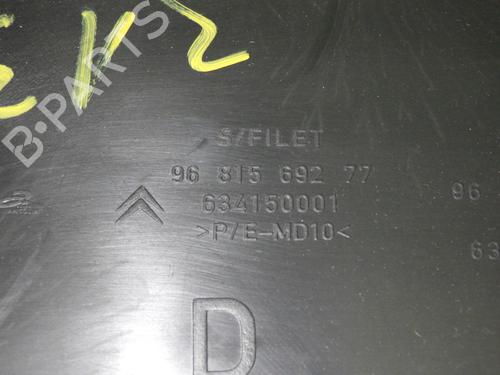 B-PARTS
S/FILET
96 815 692 77
634150001
>P/E-MD10<
96
63
D